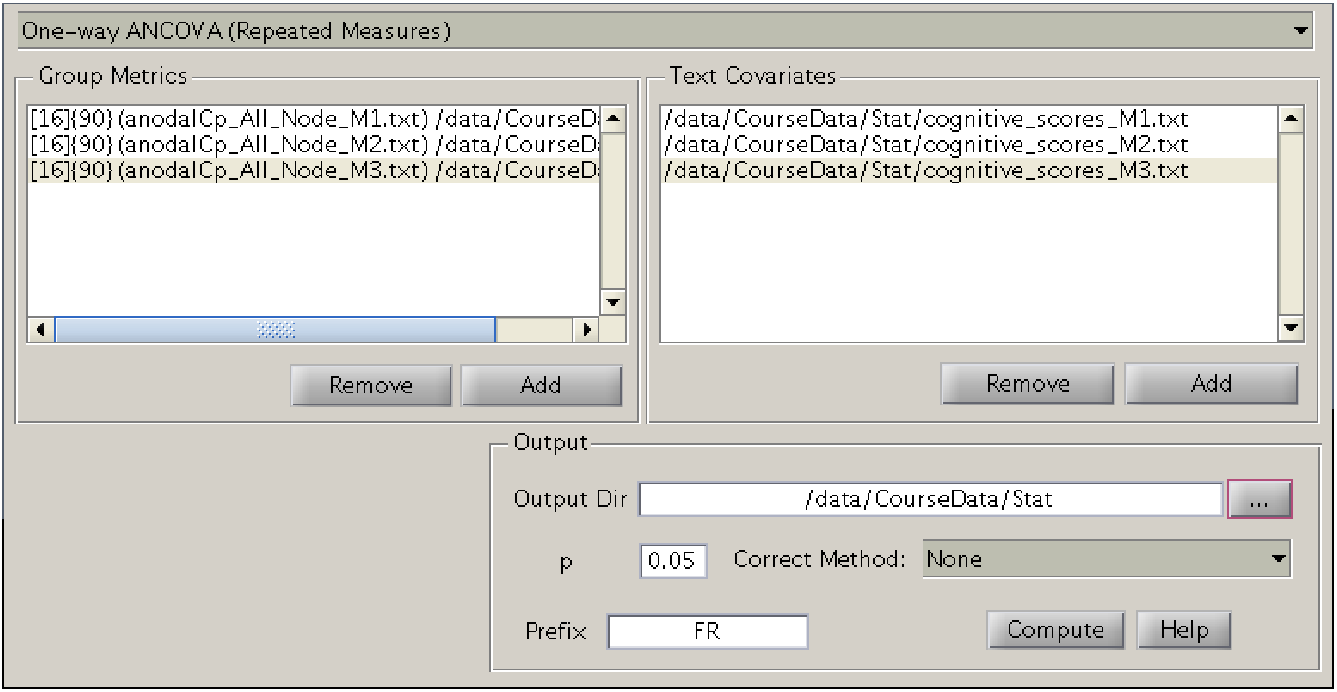 One-way ANCOVA (Repeated Measures)
Group Metrics
[16]{90}(anodalCp_All_Node_M1.txt) /data/CourseDa
[16]{90}(anodalCp_All_Node_M2.txt) /data/CourseDa
[16]{90}(anodalCp_All_Node_M3.txt) /data/CourseDa
Remove Add
Text Covariates
/data/CourseData/Stat/cognitive_scores_M1.txt
/data/CourseData/Stat/cognitive_scores_M2.txt
/data/CourseData/Stat/cognitive_scores_M3.txt
Remove Add
Output
Output Dir /data/CourseData/Stat ...
p 0.05 Correct Method: None
Prefix FR Compute Help